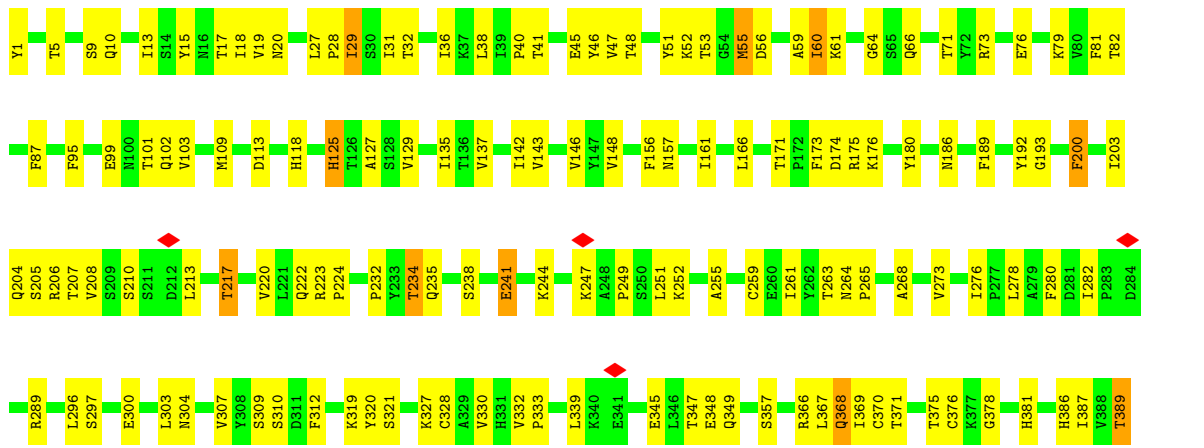 Y1 T5 S9 Q10 I13 S14 Y15 N16 T17 I18 V19 N20 L27 P28 I29 S30 I31 T32 I36 K37 L38 I39 P40 T41 E45 Y46 V47 T48 Y51 K52 T53 G54 M55 D56 A59 I60 K61 G64 S65 Q66 T71 Y72 R73 E76 K79 V80 F81 T82
F87 F95 E99 N100 T101 Q102 V103 M109 D113 H118 H125 T126 A127 S128 V129 I135 T136 V137 I142 V143 V146 Y147 V148 F156 N157 I161 L166 T171 P172 F173 D174 R175 K176 Y180 N186 F189 Y192 G193 F200 I203
Q204 S205 R206 T207 V208 S209 S210 S211 D212 L213 T217 V220 L221 Q222 R223 P224 P232 Y233 T234 Q235 S238 E241 K244 K247 A248 P249 S250 L251 K252 A255 C259 E260 I261 Y262 T263 N264 P265 A268 V273 I276 P277 L278 A279 F280 D281 I282 P283 D284
R289 L296 S297 E300 L303 N304 V307 Y308 S309 S310 D311 F312 K319 Y320 S321 K327 C328 A329 V330 H331 V332 P333 L339 K340 E341 E345 L346 T347 E348 Q349 S357 R366 L367 Q368 I369 C370 T371 T375 C376 K377 G378 H381 H386 I387 V388 T389